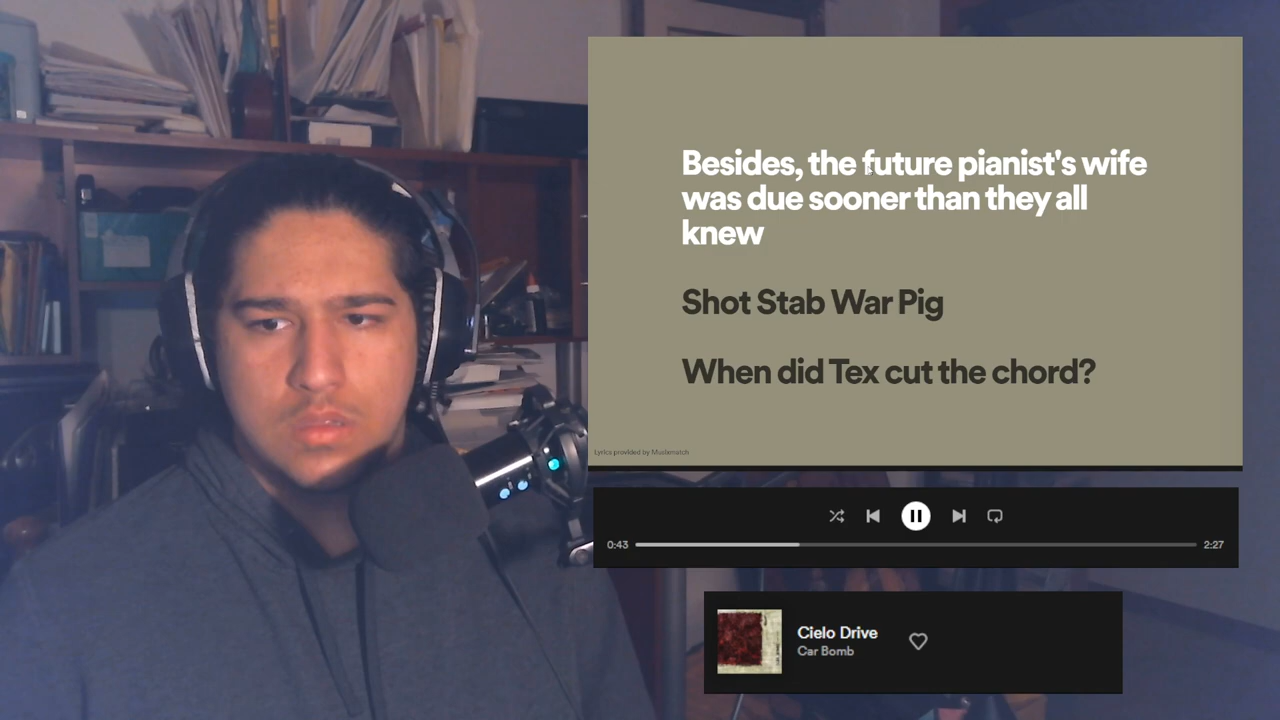 Besides, the future pianist's wife
was due sooner than they all
knew
Shot Stab War Pig
When did Tex cut the chord?
Lyrics provided by Musixmatch
0:43
2:27
Cielo Drive
Car Bomb